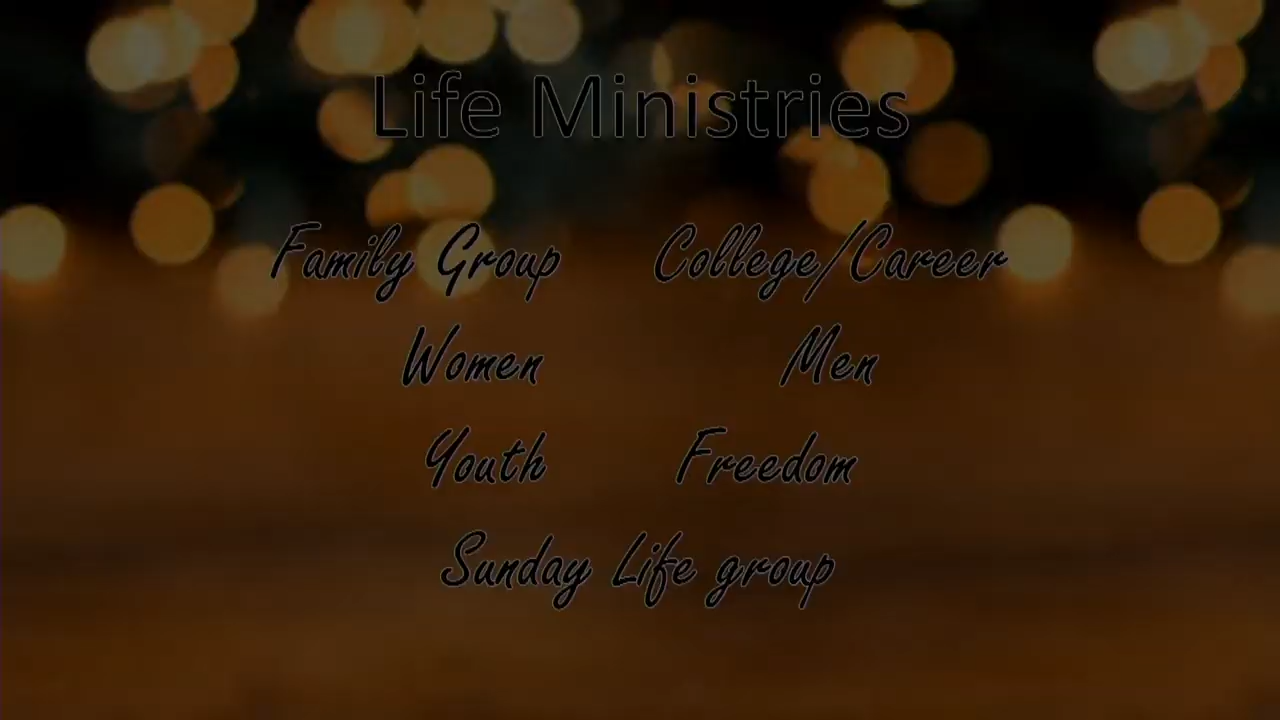 Life Ministries
Family Group College/Career
Women Men
Youth Freedom
Sunday Life group